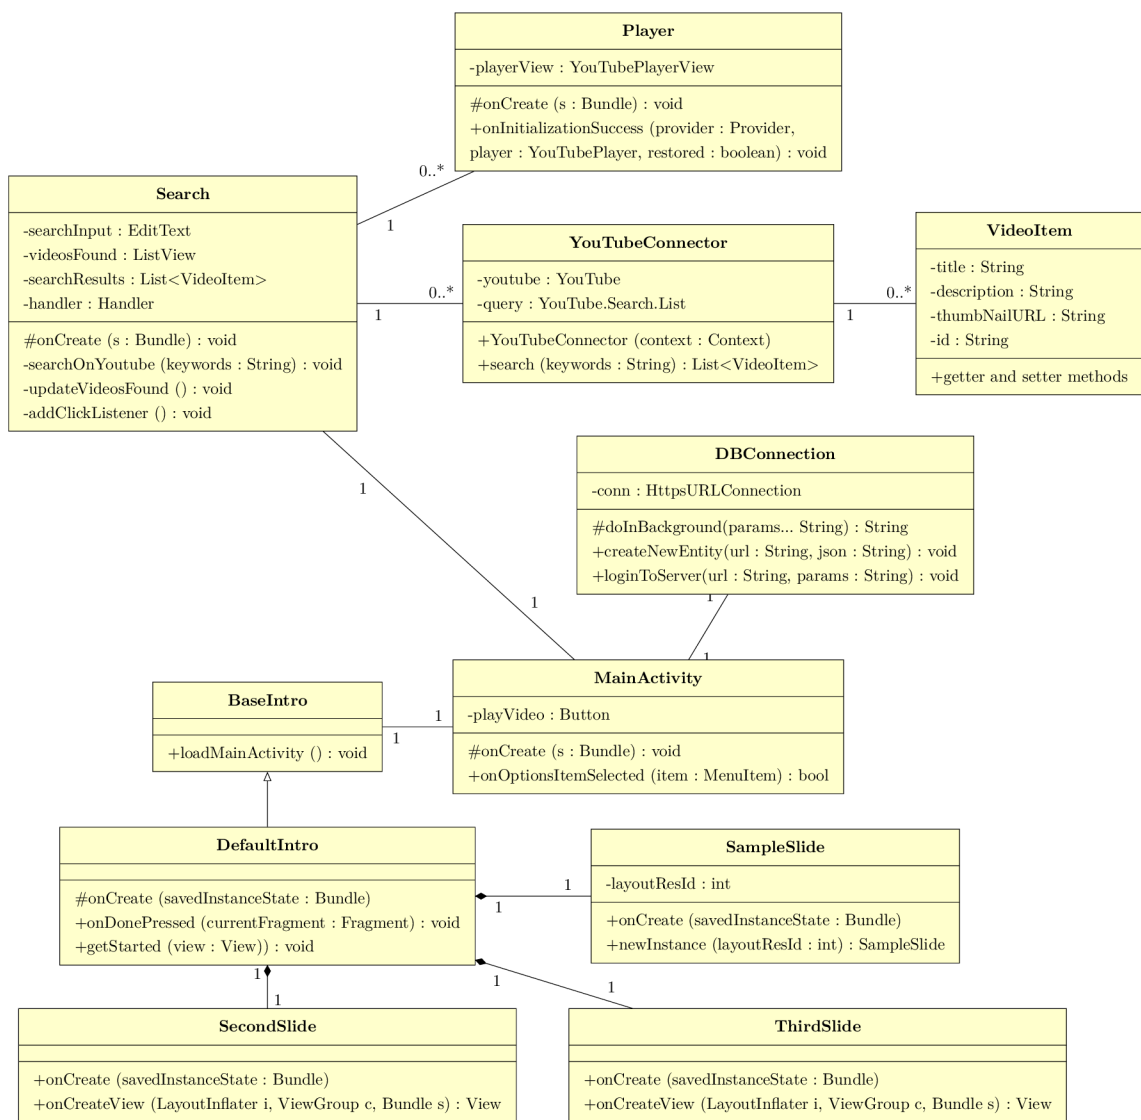 Player
-playerView : YouTubePlayerView
#onCreate (s : Bundle) : void
+onInitializationSuccess (provider : Provider,
player : YouTubePlayer, restored : boolean) : void
0..*
1
Search
-searchInput : EditText
-videosFound : ListView
-searchResults : List<VideoItem>
-handler : Handler
#onCreate (s : Bundle) : void
-searchOnYoutube (keywords : String) : void
-updateVideosFound () : void
-addClickListener () : void
0..*
1
YouTubeConnector
-youtube : YouTube
-query : YouTube.Search.List
+YouTubeConnector (context : Context)
+search (keywords : String) : List<VideoItem>
0..*
1
VideoItem
-title : String
-description : String
-thumbNailURL : String
-id : String
+getter and setter methods
1
1
DBConnection
-conn : HttpsURLConnection
#doInBackground(params... String) : String
+createNewEntity(url : String, json : String) : void
+loginToServer(url : String, params : String) : void
1
1
BaseIntro
+loadMainActivity () : void
1
1
MainActivity
-playVideo : Button
#onCreate (s : Bundle) : void
+onOptionsItemSelected (item : MenuItem) : bool
DefaultIntro
#onCreate (savedInstanceState : Bundle)
+onDonePressed (currentFragment : Fragment) : void
+getStarted (view : View)) : void
1
1
SampleSlide
-layoutResId : int
+onCreate (savedInstanceState : Bundle)
+newInstance (layoutResId : int) : SampleSlide
1
1
1
1
SecondSlide
+onCreate (savedInstanceState : Bundle)
+onCreateView (LayoutInflater i, ViewGroup c, Bundle s) : View
ThirdSlide
+onCreate (savedInstanceState : Bundle)
+onCreateView (LayoutInflater i, ViewGroup c, Bundle s) : View